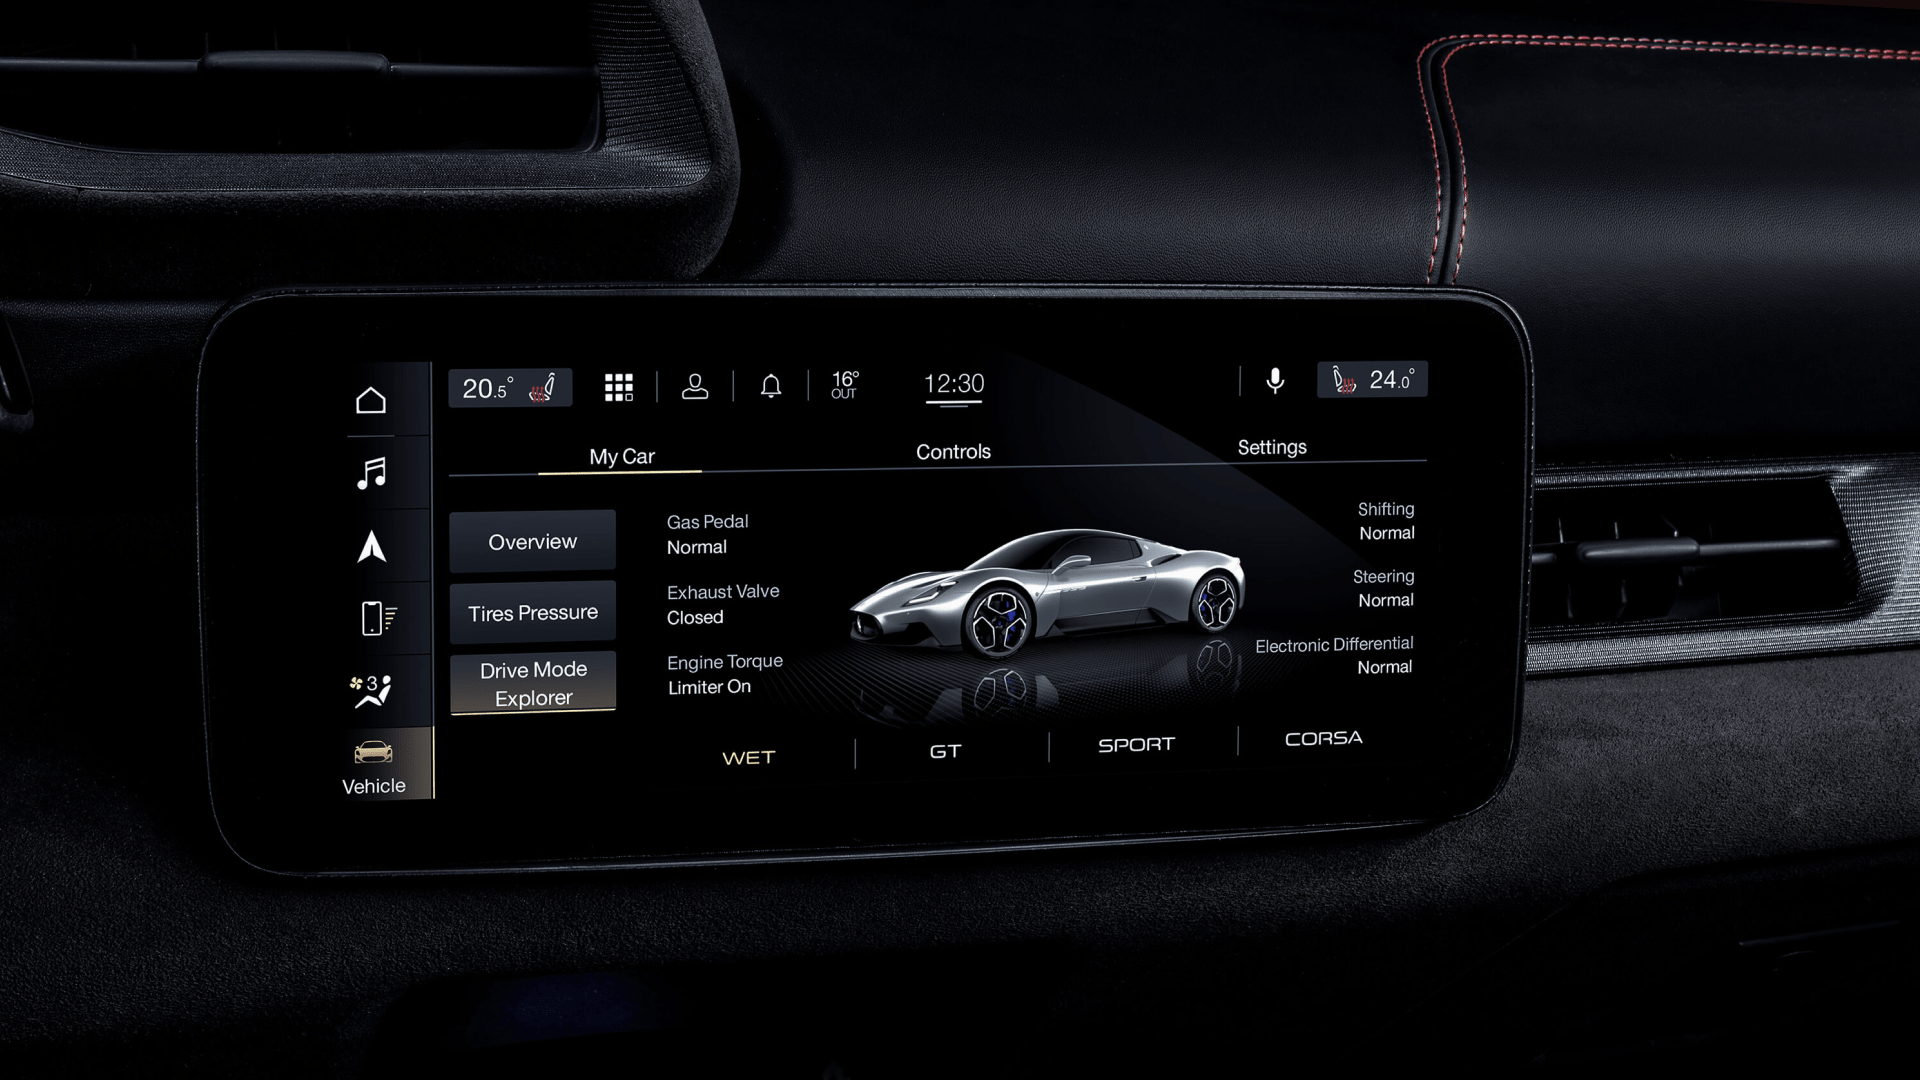 20.5°
16°
OUT
12:30
24.0°
My Car
Controls
Settings
Overview
Tires Pressure
Drive Mode
Explorer
Gas Pedal
Normal
Exhaust Valve
Closed
Engine Torque
Limiter On
Shifting
Normal
Steering
Normal
Electronic Differential
Normal
3
Vehicle
WET
GT
SPORT
CORSA